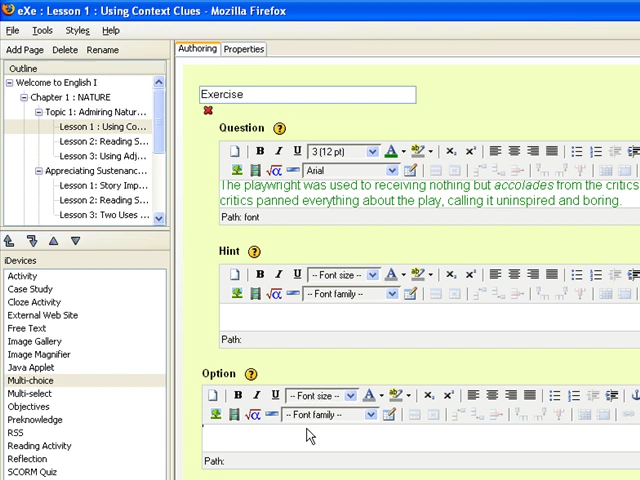 eXe : Lesson 1 : Using Context Clues - Mozilla Firefox
File Tools Styles Help
Add Page Delete Rename
Authoring Properties
Outline
Welcome to English I
Chapter 1 : NATURE
Topic 1: Admiring Natur...
Lesson 1 : Using Co...
Lesson 2: Reading S...
Lesson 3: Using Adj...
Appreciating Sustenanc...
Lesson 1: Story Imp...
Lesson 2: Reading S...
Lesson 3: Two Uses ...
iDevices
Activity
Case Study
Cloze Activity
External Web Site
Free Text
Image Gallery
Image Magnifier
Java Applet
Multi-choice
Multi-select
Objectives
Preknowledge
RSS
Reading Activity
Reflection
SCORM Quiz
Exercise
Question
3 (12 pt)
Arial
The playwright was used to receiving nothing but accolades from the critics
critics panned everything about the play, calling it uninspired and boring.
Path: font
Hint
-- Font size --
-- Font family --
Path:
Option
-- Font size --
-- Font family --
Path: